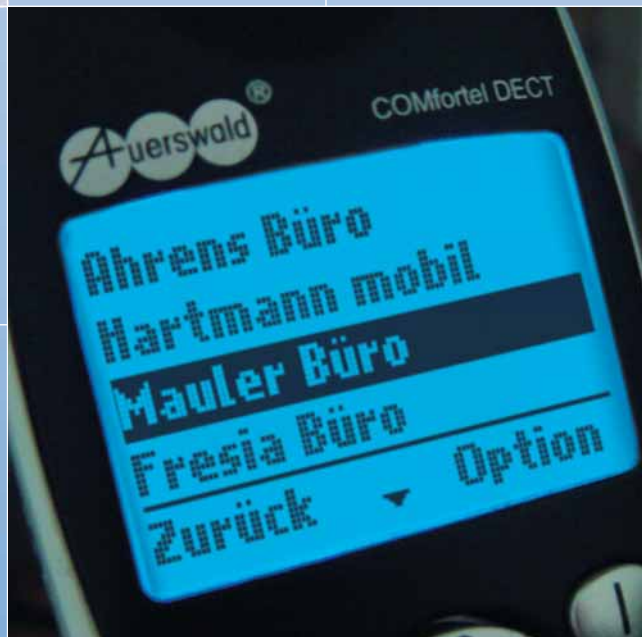 Auerswald®
COMfortel DECT
Ahrens Büro
Hartmann mobil
Mauler Büro
Fresia Büro
Zurück Option